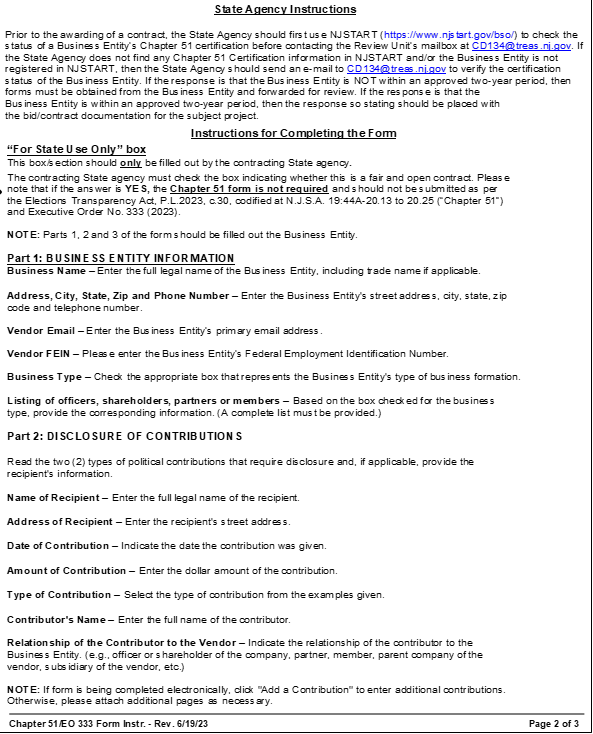 State Agency Instructions
Prior to the awarding of a contract, the State Agency should first use NJSTART (https://www.njstart.gov/bso/) to check the
status of a Business Entity's Chapter 51 certification before contacting the Review Unit's mailbox at CD134@treas.nj.gov. If
the State Agency does not find any Chapter 51 Certification information in NJSTART and/or the Business Entity is not
registered in NJSTART, then the State Agency should send an e-mail to CD134@treas.nj.gov to verify the certification
status of the Business Entity. If the response is that the Business Entity is NOT within an approved two-year period, then
forms must be obtained from the Business Entity and forwarded for review. If the response is that the
Business Entity is within an approved two-year period, then the response so stating should be placed with
the bid/contract documentation for the subject project.
Instructions for Completing the Form
“For State Use Only” box
This box/section should only be filled out by the contracting State agency.
The contracting State agency must check the box indicating whether this is a fair and open contract. Please
note that if the answer is YES, the Chapter 51 form is not required and should not be submitted as per
the Elections Transparency Act, P.L.2023, c.30, codified at N.J.S.A. 19:44A-20.13 to 20.25 (“Chapter 51”)
and Executive Order No. 333 (2023).
NOTE: Parts 1, 2 and 3 of the form should be filled out the Business Entity.
Part 1: BUSINESS ENTITY INFORMATION
Business Name – Enter the full legal name of the Business Entity, including trade name if applicable.
Address, City, State, Zip and Phone Number – Enter the Business Entity's street address, city, state, zip
code and telephone number.
Vendor Email – Enter the Business Entity's primary email address.
Vendor FEIN – Please enter the Business Entity's Federal Employment Identification Number.
Business Type – Check the appropriate box that represents the Business Entity's type of business formation.
Listing of officers, shareholders, partners or members – Based on the box checked for the business
type, provide the corresponding information. (A complete list must be provided.)
Part 2: DISCLOSURE OF CONTRIBUTIONS
Read the two (2) types of political contributions that require disclosure and, if applicable, provide the
recipient's information.
Name of Recipient – Enter the full legal name of the recipient.
Address of Recipient – Enter the recipient's street address.
Date of Contribution – Indicate the date the contribution was given.
Amount of Contribution – Enter the dollar amount of the contribution.
Type of Contribution – Select the type of contribution from the examples given.
Contributor's Name – Enter the full name of the contributor.
Relationship of the Contributor to the Vendor – Indicate the relationship of the contributor to the
Business Entity. (e.g., officer or shareholder of the company, partner, member, parent company of the
vendor, subsidiary of the vendor, etc.)
NOTE: If form is being completed electronically, click "Add a Contribution" to enter additional contributions.
Otherwise, please attach additional pages as necessary.
Chapter 51/EO 333 Form Instr. - Rev. 6/19/23 Page 2 of 3